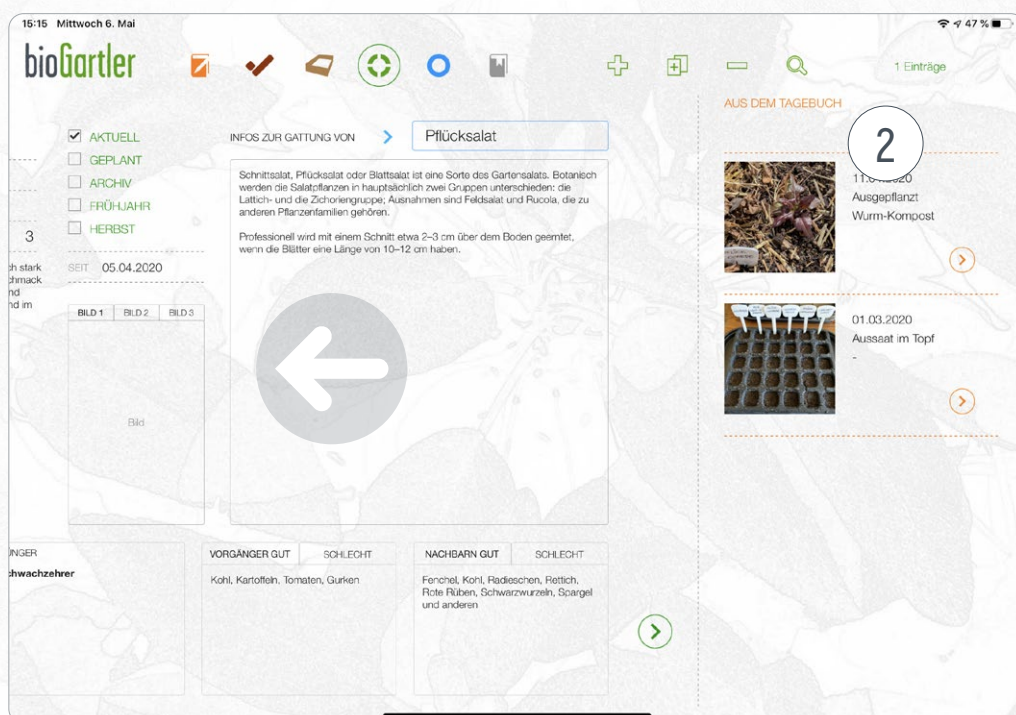 15:15 Mittwoch 6. Mai
47 %
bioGartler
1 Einträge
AUS DEM TAGEBUCH
2
AKTUELL
GEPLANT
ARCHIV
FRÜHJAHR
HERBST
3
SEIT 05.04.2020
ch stark
chmack
nd
nd im
BILD 1 BILD 2 BILD 3
Bild
INFOS ZUR GATTUNG VON
Pflücksalat
Schnittsalat, Pflücksalat oder Blattsalat ist eine Sorte des Gartensalats. Botanisch
werden die Salatpflanzen in hauptsächlich zwei Gruppen unterschieden: die
Lattich- und die Zichoriengruppe; Ausnahmen sind Feldsalat und Rucola, die zu
anderen Pflanzenfamilien gehören.
Professionell wird mit einem Schnitt etwa 2–3 cm über dem Boden geerntet,
wenn die Blätter eine Länge von 10–12 cm haben.
Ausgepflanzt
Wurm-Kompost
01.03.2020
Aussaat im Topf
-
NGER
chwachzehrer
VORGÄNGER GUT SCHLECHT
Kohl, Kartoffeln, Tomaten, Gurken
NACHBARN GUT SCHLECHT
Fenchel, Kohl, Radieschen, Rettich,
Rote Rüben, Schwarzwurzeln, Spargel
und anderen